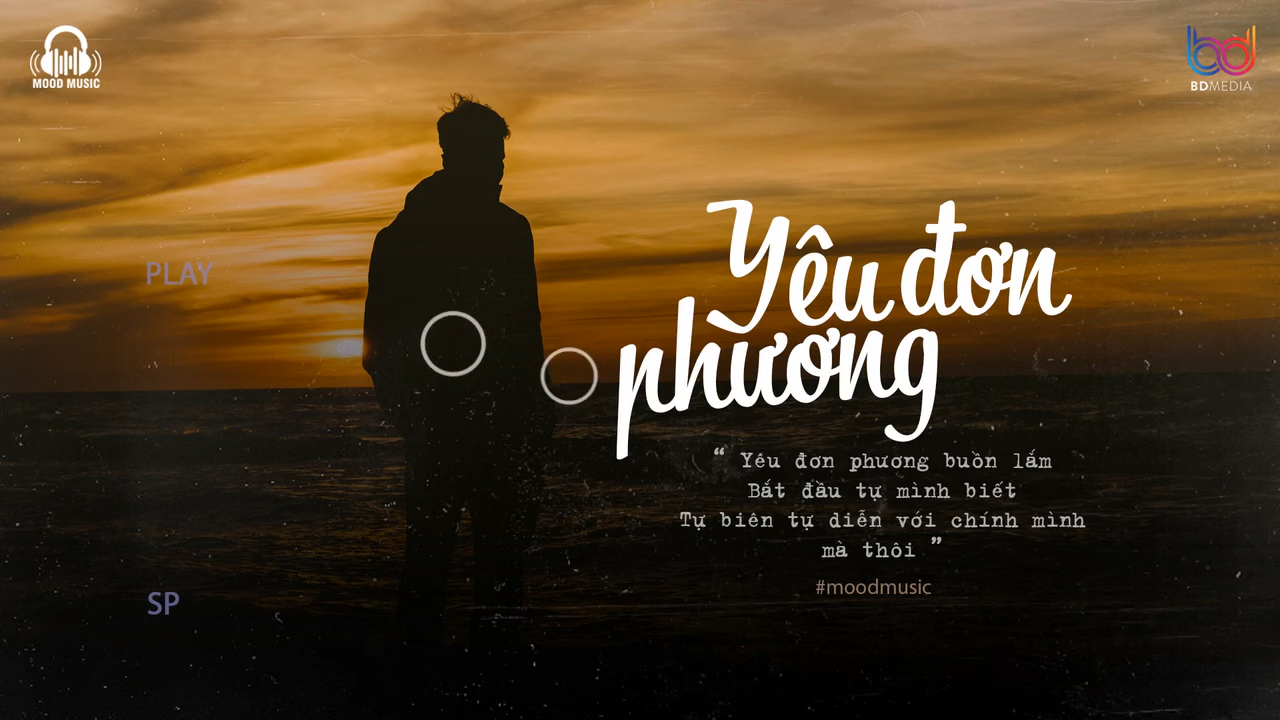 MOOD MUSIC
BDMEDIA
PLAY
Yêu đơn
phương
“ Yêu đơn phương buồn lắm
Bắt đầu tự mình biết
Tự biên tự diễn với chính mình
mà thôi ”
#moodmusic
SP